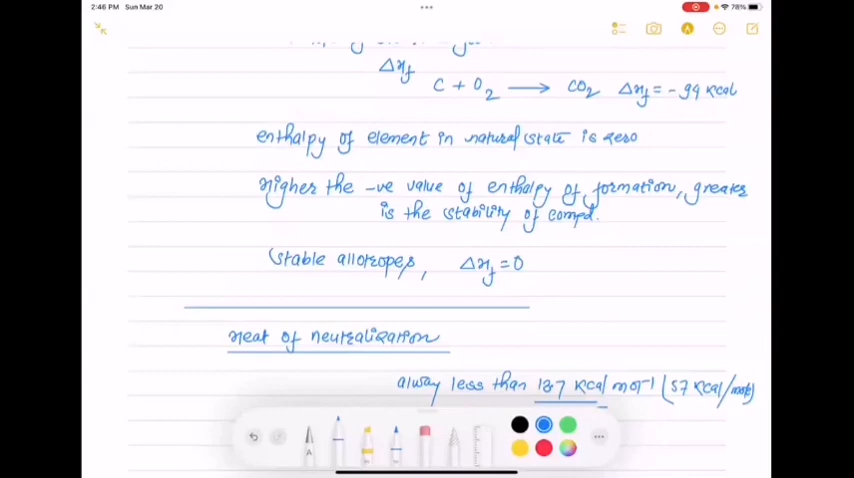 2:46 PM Sun Mar 20
78%
ΔHf
C + O2 → CO2 ΔHf = - 94 Kcal
enthalpy of element in natural state is zero
Higher the -ve value of enthalpy of formation, greater
is the stability of compd.
Stable allotropes, ΔHf = 0
Heat of neutralization
alway less than 13.7 Kcal mol-1 (57 Kcal/mole)
A